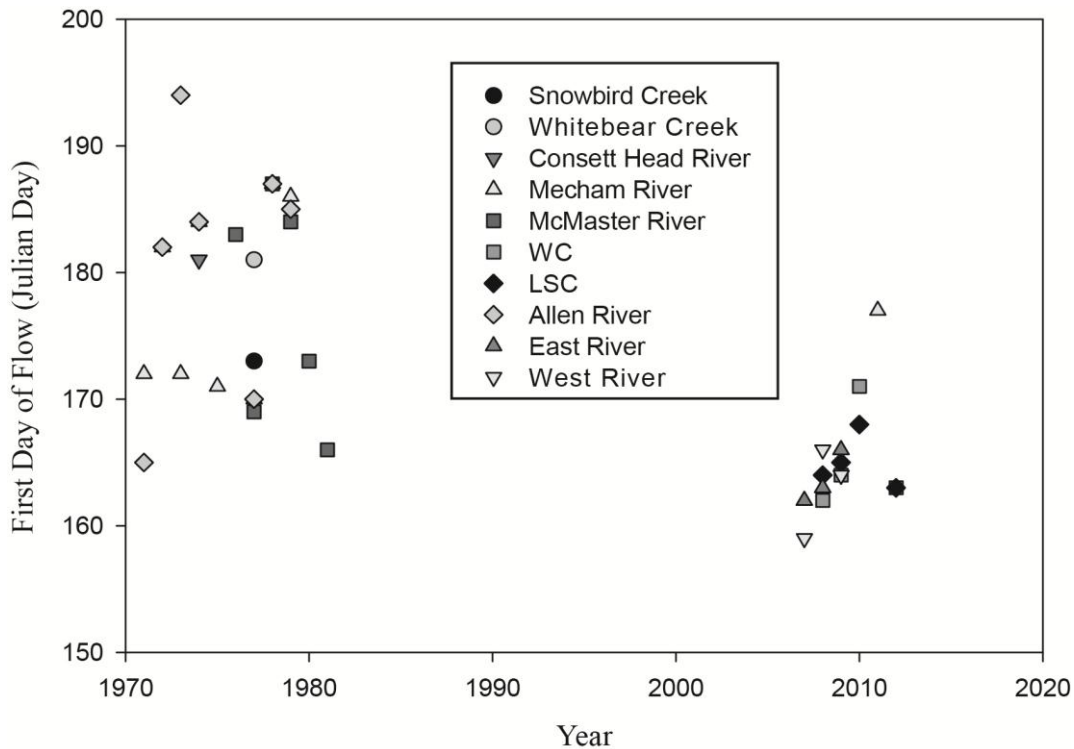 200
190
180
170
160
150
First Day of Flow (Julian Day)
Snowbird Creek
Whitebear Creek
Consett Head River
Mecham River
McMaster River
WC
LSC
Allen River
East River
West River
1970 1980 1990 2000 2010 2020
Year